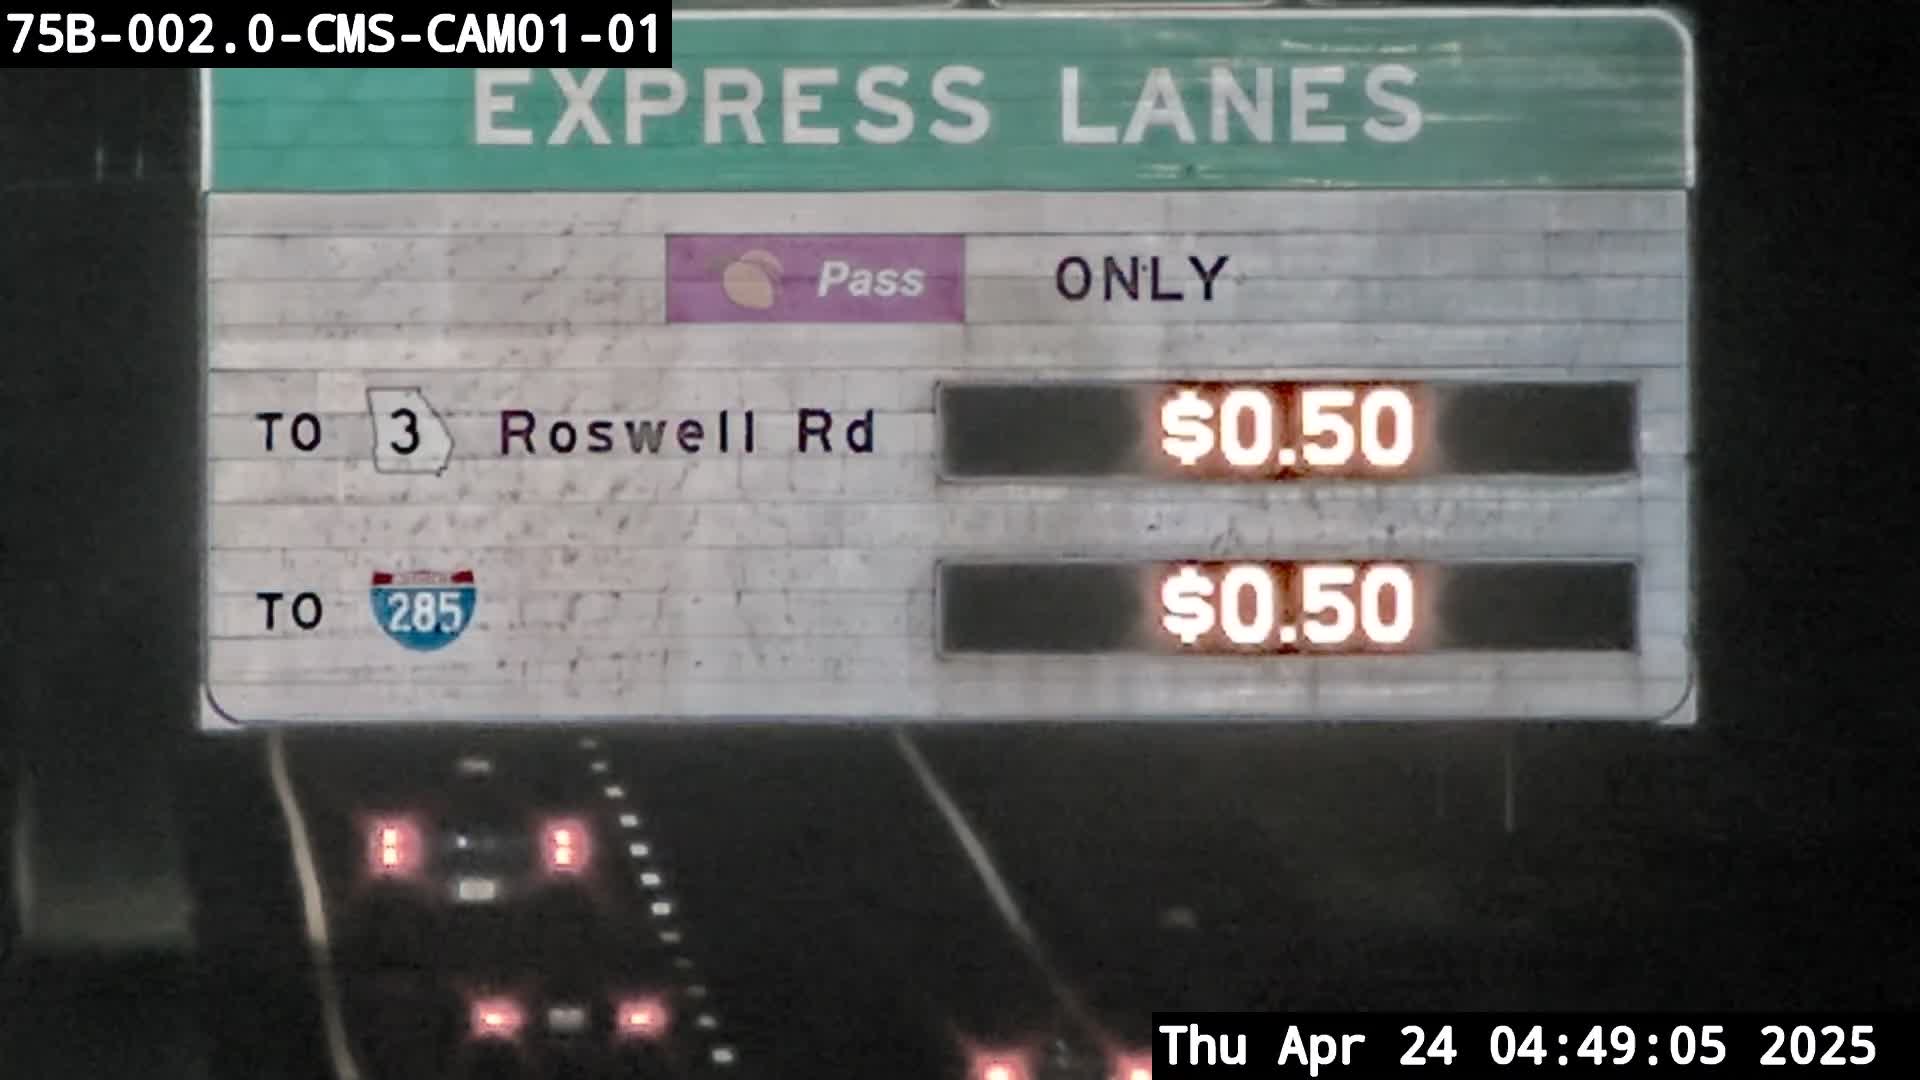 75B-002.0-CMS-CAM01-01
EXPRESS LANES
Pass ONLY
TO 3 Roswell Rd $0.50
TO 285 $0.50
Thu Apr 24 04:49:05 2025